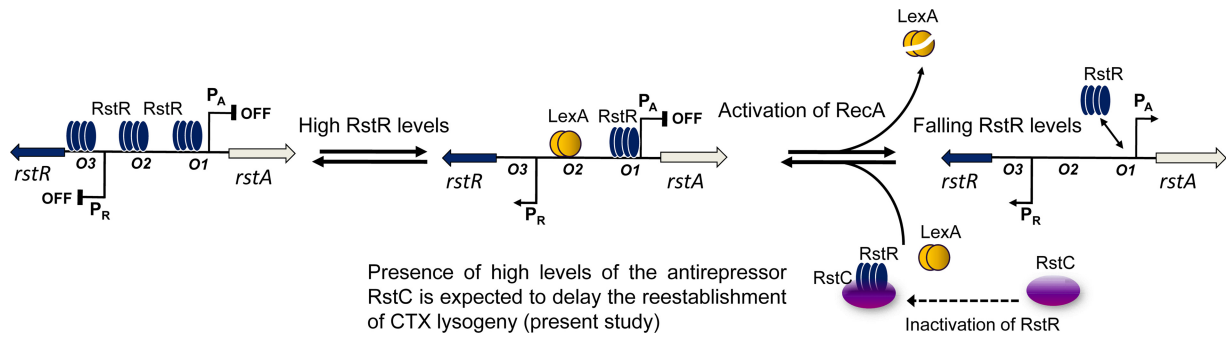 RstR RstR
P_A
OFF
O3 O2 O1
rstR
rstA
OFF
P_R
High RstR levels
LexA
RstR
P_A
OFF
O3 O2 O1
rstR
rstA
P_R
Activation of RecA
LexA
Falling RstR levels
RstR
P_A
O3 O2 O1
rstR
rstA
P_R
LexA
RstR
RstC
RstC
Inactivation of RstR
Presence of high levels of the antirepressor
RstC is expected to delay the reestablishment
of CTX lysogeny (present study)